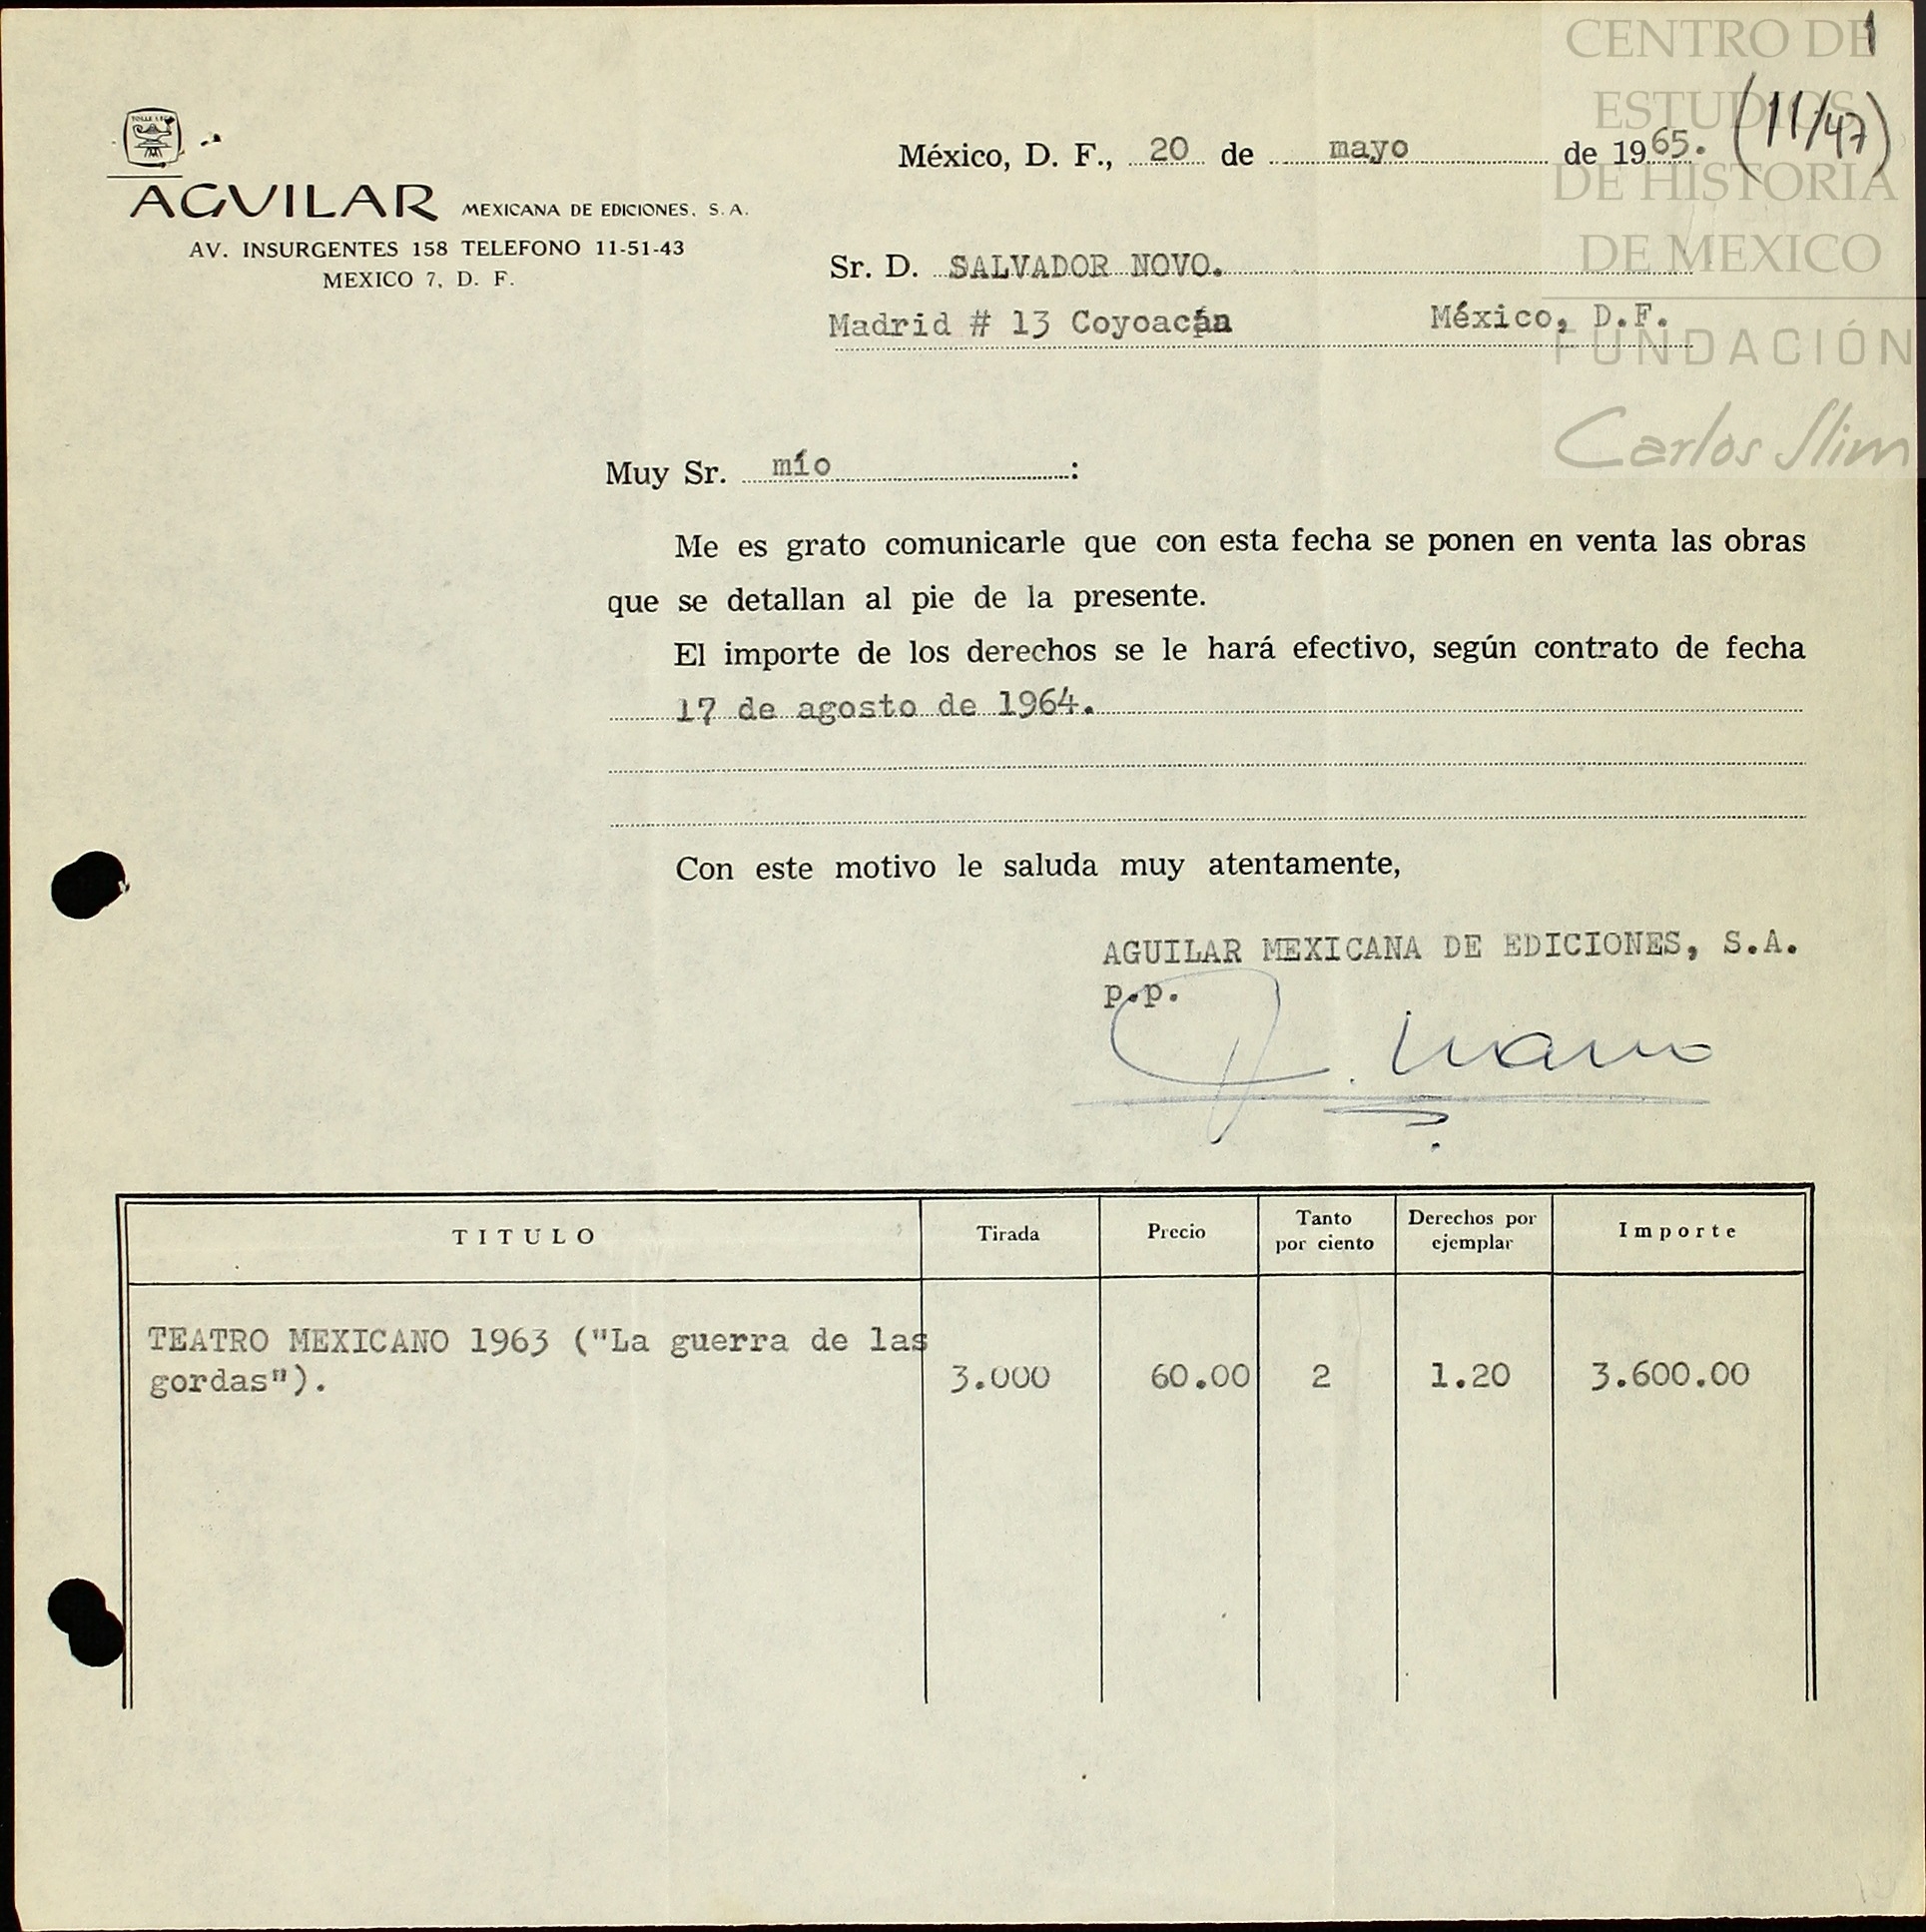 1
(11/47)
CENTRO DE
ESTUDIOS
DE HISTORIA
DE MEXICO
FUNDACIÓN
Carlos Slim
AGVILAR MEXICANA DE EDICIONES, S. A.
AV. INSURGENTES 158 TELEFONO 11-51-43
MEXICO 7, D. F.
México, D. F., 20 de mayo de 1965.
Sr. D. SALVADOR NOVO.
Madrid # 13 Coyoacán México, D.F.
Muy Sr. mío :
Me es grato comunicarle que con esta fecha se ponen en venta las obras
que se detallan al pie de la presente.
El importe de los derechos se le hará efectivo, según contrato de fecha
17 de agosto de 1964.
Con este motivo le saluda muy atentamente,
AGUILAR MEXICANA DE EDICIONES, S.A.
p.p.
TITULO Tirada Precio Tanto por ciento Derechos por ejemplar Importe
TEATRO MEXICANO 1963 ("La guerra de las
gordas"). 3.000 60.00 2 1.20 3.600.00